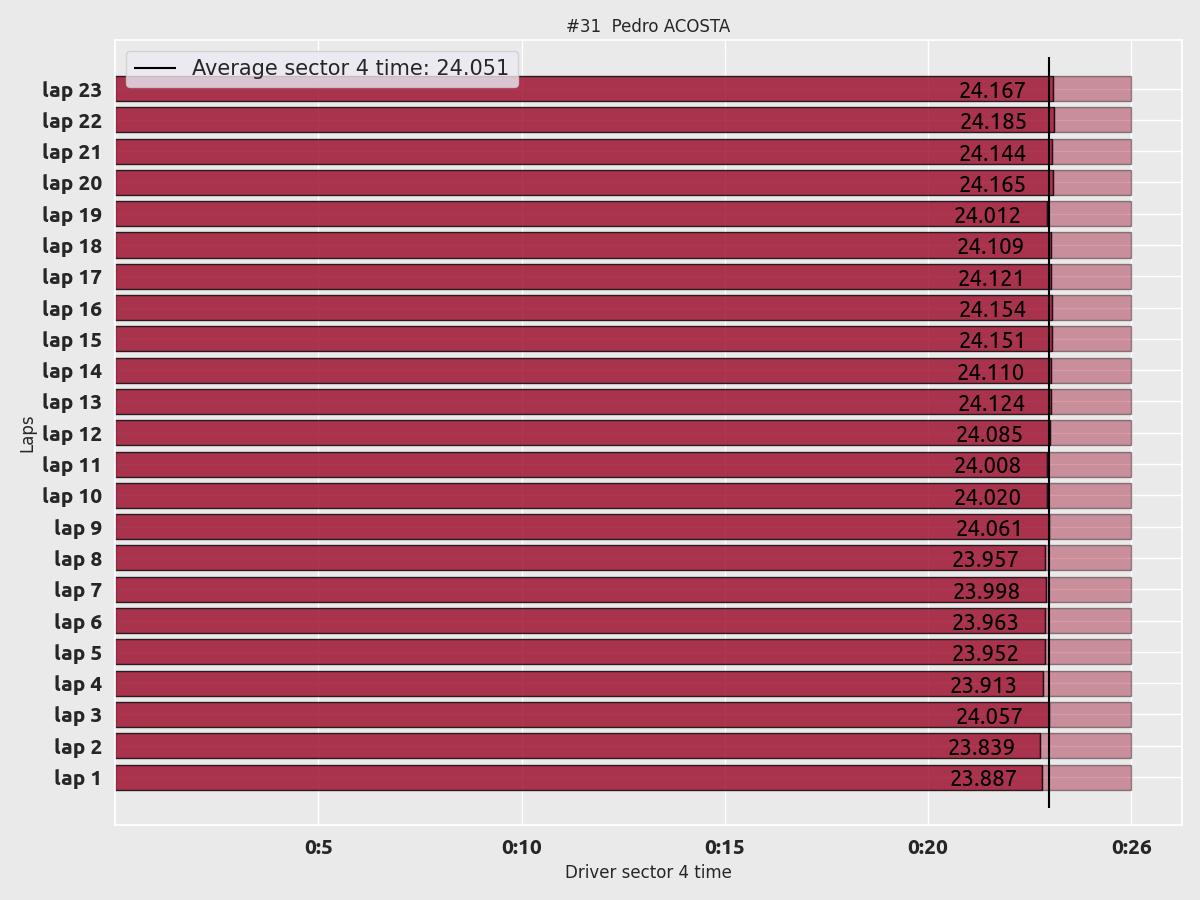 #31  Pedro ACOSTA
Average sector 4 time: 24.051
lap 23 24.167
lap 22 24.185
lap 21 24.144
lap 20 24.165
lap 19 24.012
lap 18 24.109
lap 17 24.121
lap 16 24.154
lap 15 24.151
lap 14 24.110
lap 13 24.124
lap 12 24.085
lap 11 24.008
lap 10 24.020
lap 9 24.061
lap 8 23.957
lap 7 23.998
lap 6 23.963
lap 5 23.952
lap 4 23.913
lap 3 24.057
lap 2 23.839
lap 1 23.887
Laps
0:5 0:10 0:15 0:20 0:26
Driver sector 4 time